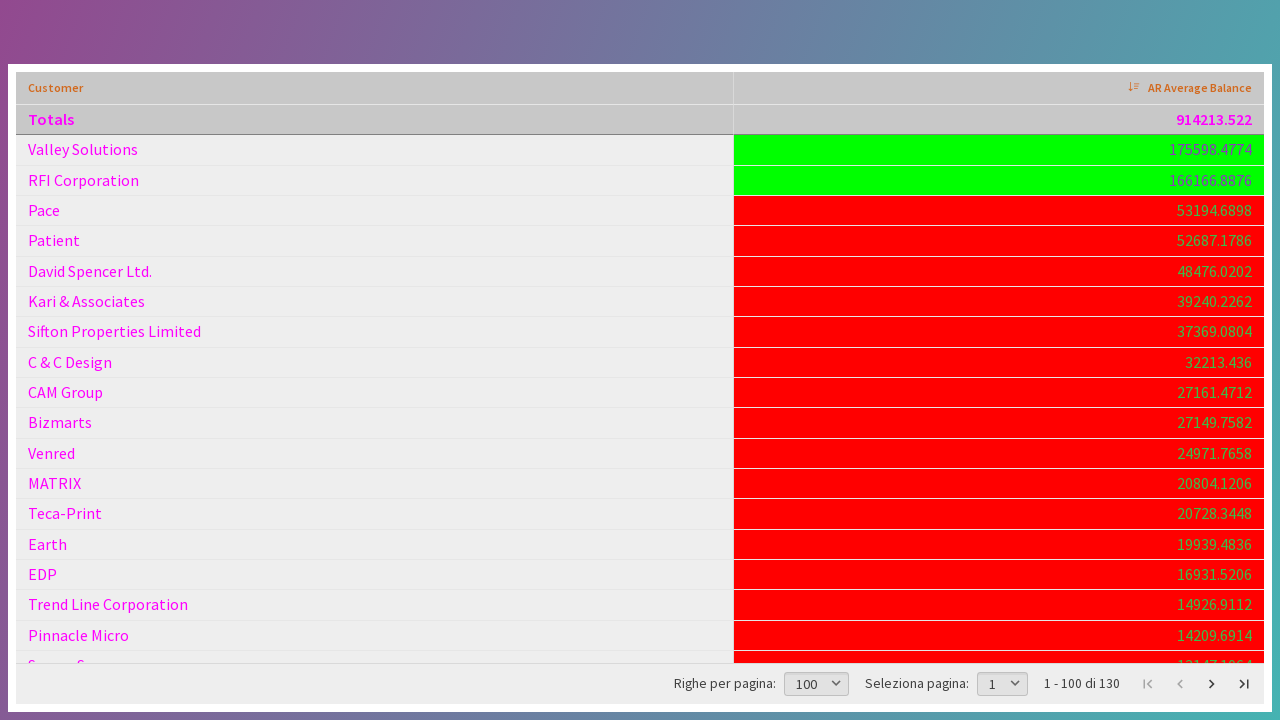 Customer AR Average Balance
Totals 914213.522
Valley Solutions 175598.4774
RFI Corporation 166166.8876
Pace 53194.6898
Patient 52687.1786
David Spencer Ltd. 48476.0202
Kari & Associates 39240.2262
Sifton Properties Limited 37369.0804
C & C Design 32213.436
CAM Group 27161.4712
Bizmarts 27149.7582
Venred 24971.7658
MATRIX 20804.1206
Teca-Print 20728.3448
Earth 19939.4836
EDP 16931.5206
Trend Line Corporation 14926.9112
Pinnacle Micro 14209.6914
Righe per pagina: 100 Seleziona pagina: 1 1 - 100 di 130